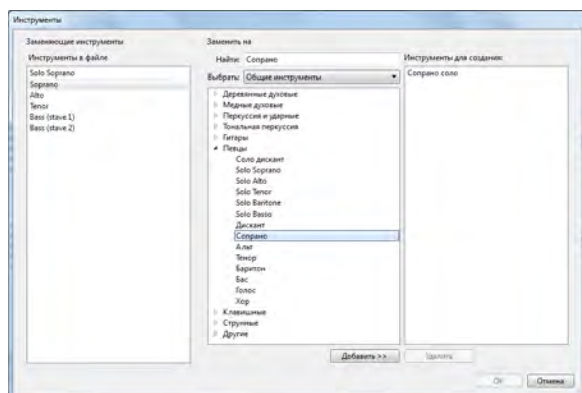 Инструменты
Заменяющие инструменты
Инструменты в файле
Solo Soprano
Soprano
Alto
Tenor
Bass (stave 1)
Bass (stave 2)
Заменить на
Найти: Сопрано
Выбрать: Общие инструменты
Деревянные духовые
Медные духовые
Перкуссия и ударные
Тональная перкуссия
Гитары
Певцы
Соло дискант
Solo Soprano
Solo Alto
Solo Tenor
Solo Baritone
Solo Basso
Дискант
Сопрано
Альт
Тенор
Баритон
Бас
Голос
Хор
Клавишные
Струнные
Другие
Добавить >>
Инструменты для создания:
Сопрано соло
Удалить
ОК
Отмена